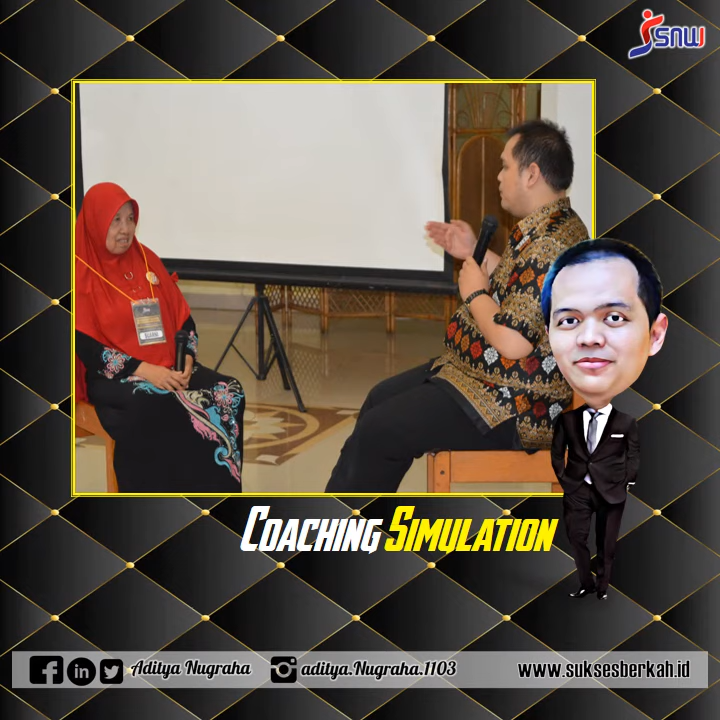 SNW
Coaching Simulation
Aditya Nugraha
aditya.Nugraha.1103
www.suksesberkah.id